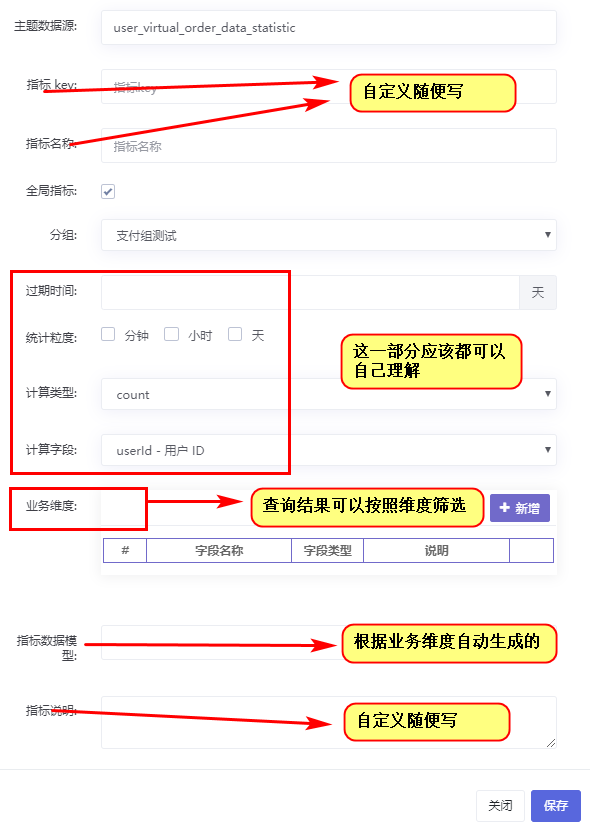 主题数据源: user_virtual_order_data_statistic
指标 key: 指标key
自定义随便写
指标名称: 指标名称
全局指标:
分组: 支付组测试
过期时间: 天
统计粒度: 分钟 小时 天
这一部分应该都可以
自己理解
计算类型: count
计算字段: userId - 用户 ID
业务维度: 查询结果可以按照维度筛选 + 新增
# 字段名称 字段类型 说明
指标数据模
型:
根据业务维度自动生成的
指标说明: 自定义随便写
关闭 保存